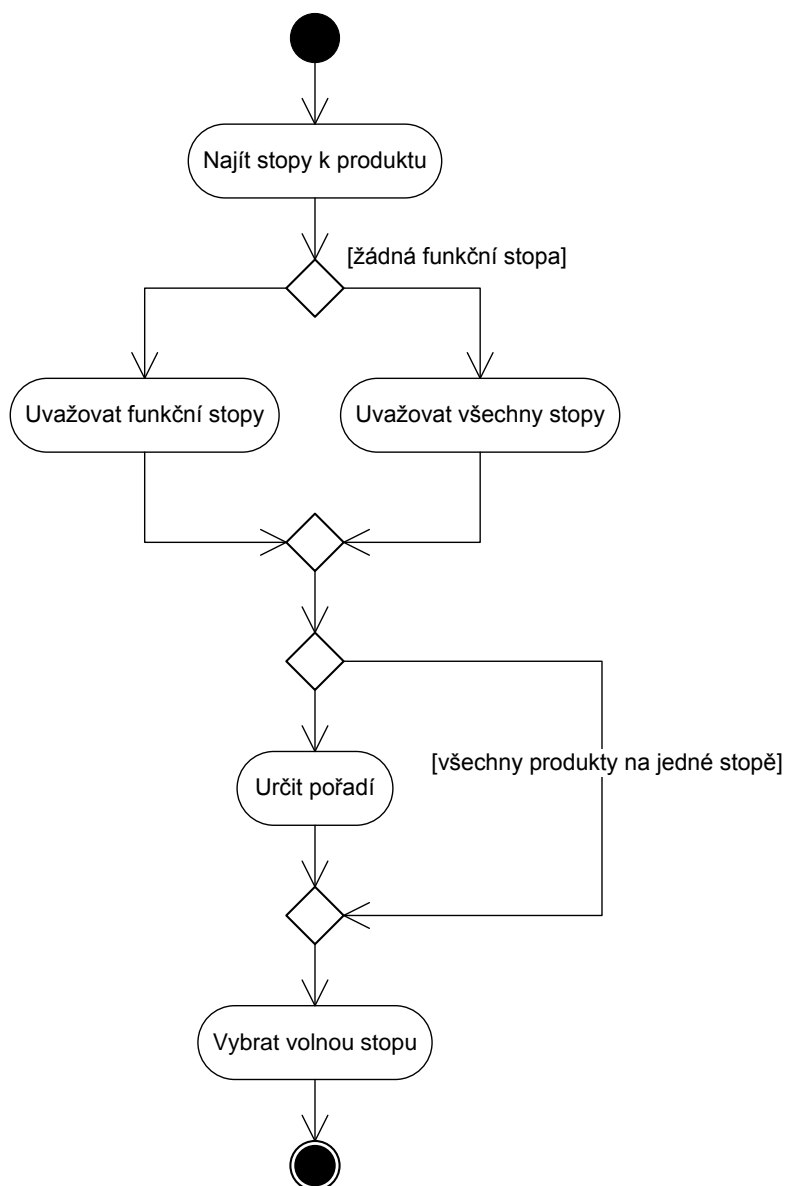 Najít stopy k produktu
[žádná funkční stopa]
Uvažovat funkční stopy
Uvažovat všechny stopy
[všechny produkty na jedné stopě]
Určit pořadí
Vybrat volnou stopu